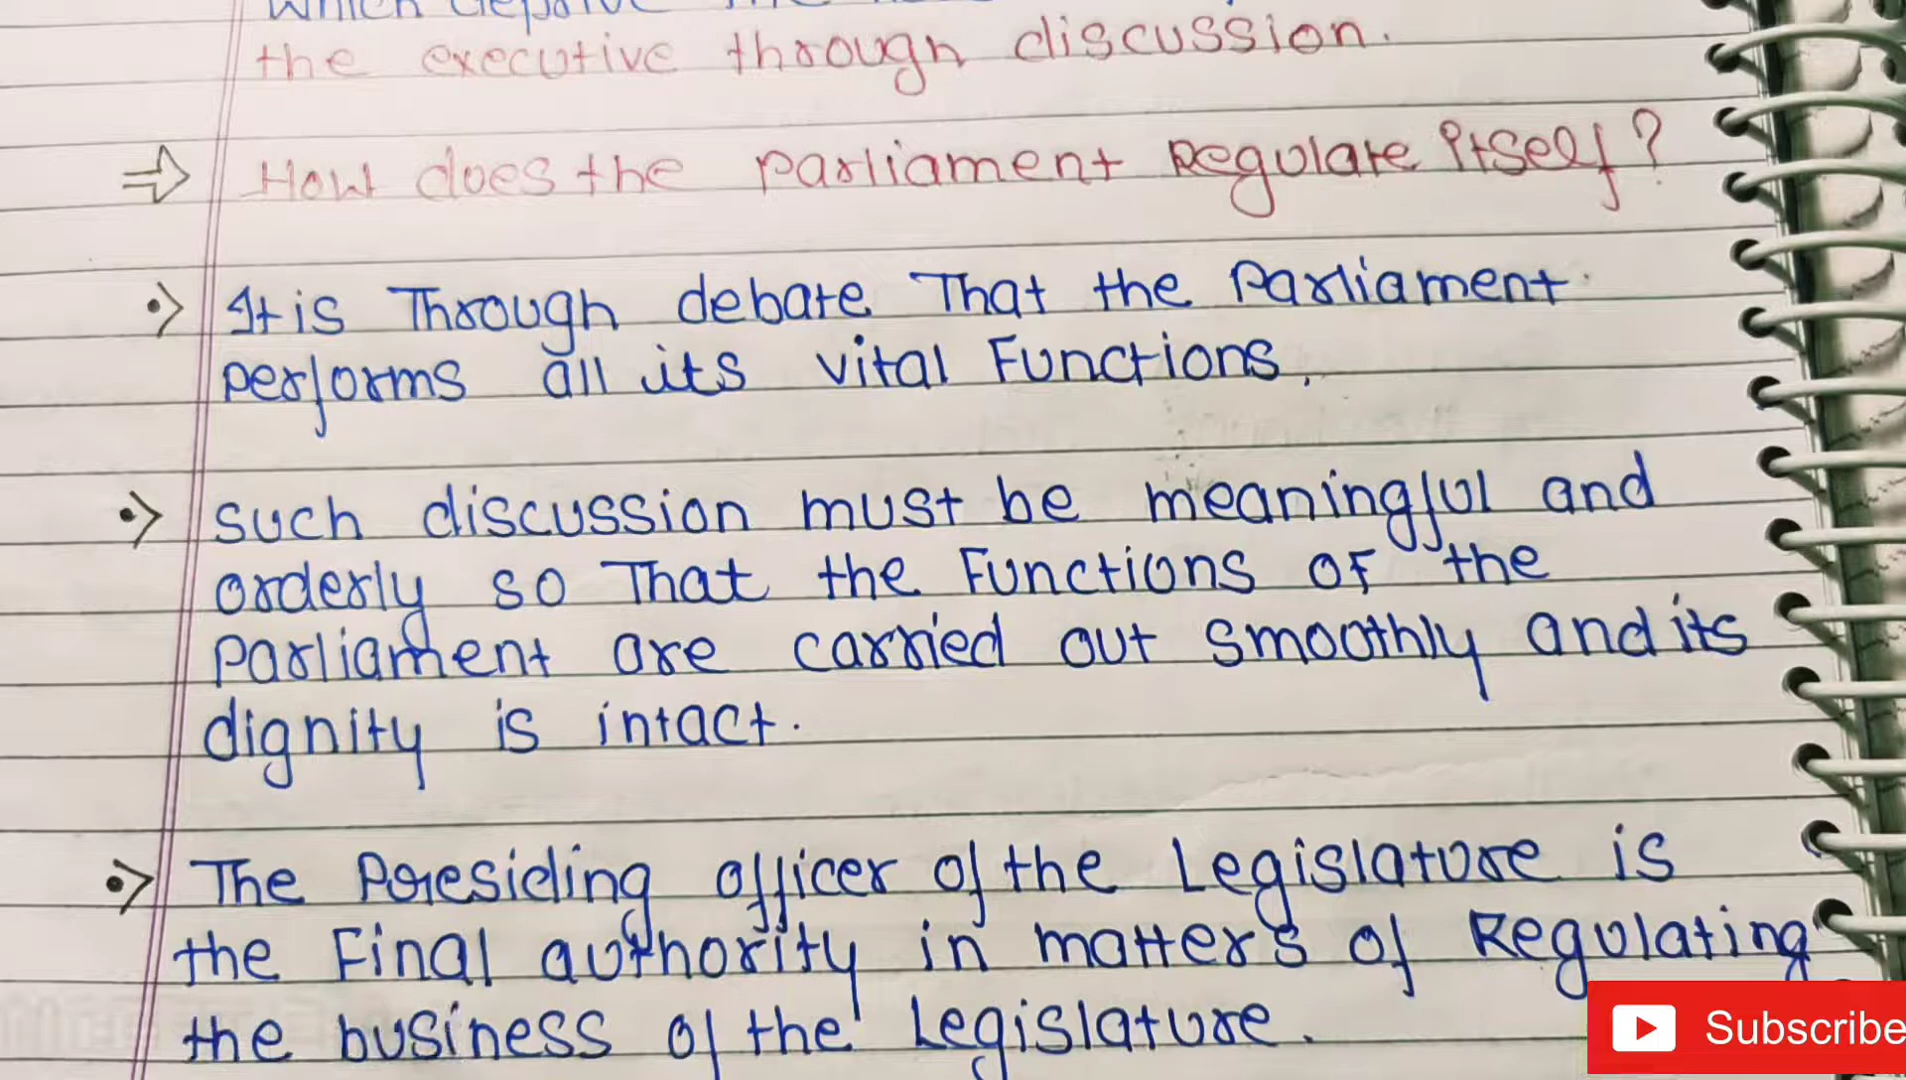 the executive through discussion.
⇒ How does the parliament Regulate itself?
•> It is Through debate That the Parliament
performs all its vital Functions.
•> such discussion must be meaningful and
orderly so That the Functions of the
parliament are carried out smoothly and its
dignity is intact.
•> The Presiding officer of the Legislature is
the Final authority in matters of Regulating
the business of the Legislature.
Subscribe